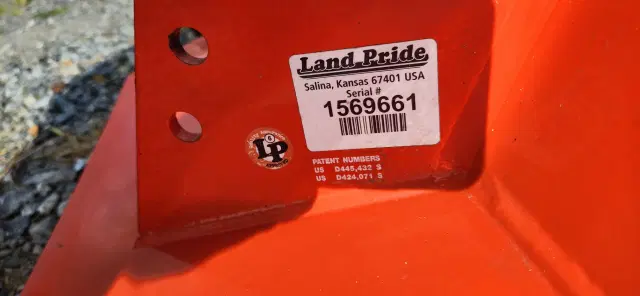 Land Pride
Salina, Kansas 67401 USA
Serial #
1569661
LP
PATENT NUMBERS
US D445,432 S
US D424,071 S